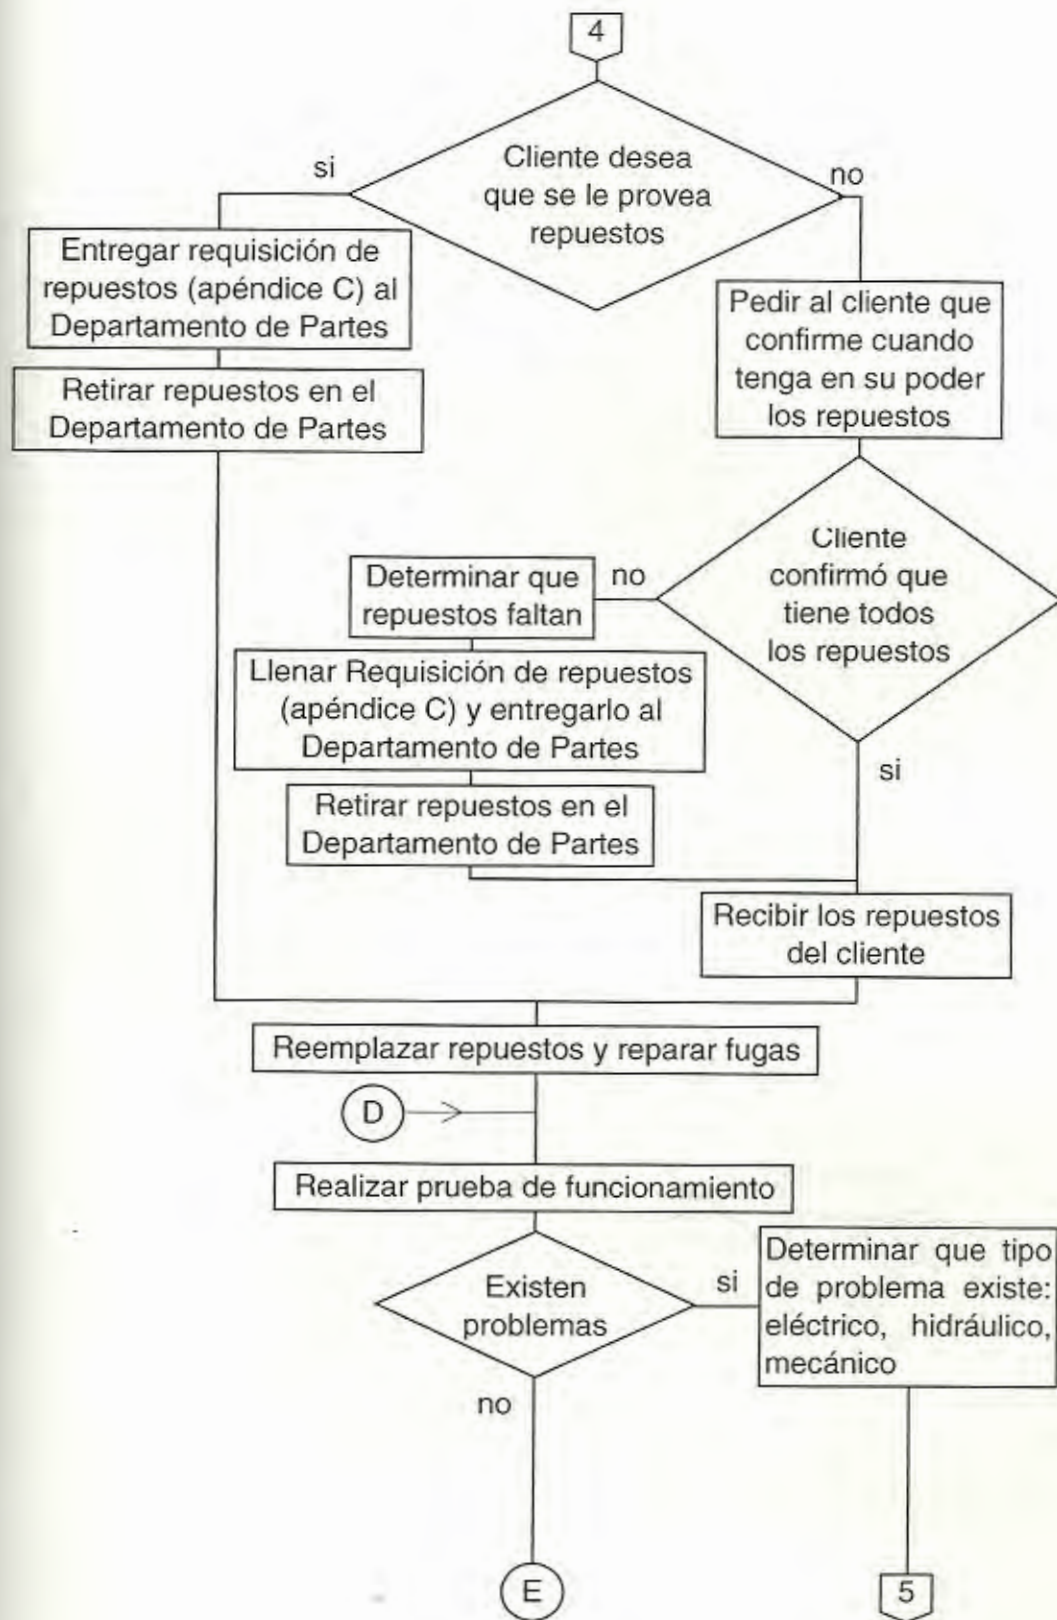 4
Cliente desea
que se le provea
repuestos
si
no
Entregar requisición de
repuestos (apéndice C) al
Departamento de Partes
Retirar repuestos en el
Departamento de Partes
Pedir al cliente que
confirme cuando
tenga en su poder
los repuestos
Cliente
confirmó que
tiene todos
los repuestos
no
si
Determinar que
repuestos faltan
Llenar Requisición de repuestos
(apéndice C) y entregarlo al
Departamento de Partes
Retirar repuestos en el
Departamento de Partes
Recibir los repuestos
del cliente
Reemplazar repuestos y reparar fugas
D
Realizar prueba de funcionamiento
Existen
problemas
si
no
Determinar que tipo
de problema existe:
eléctrico, hidráulico,
mecánico
E
5